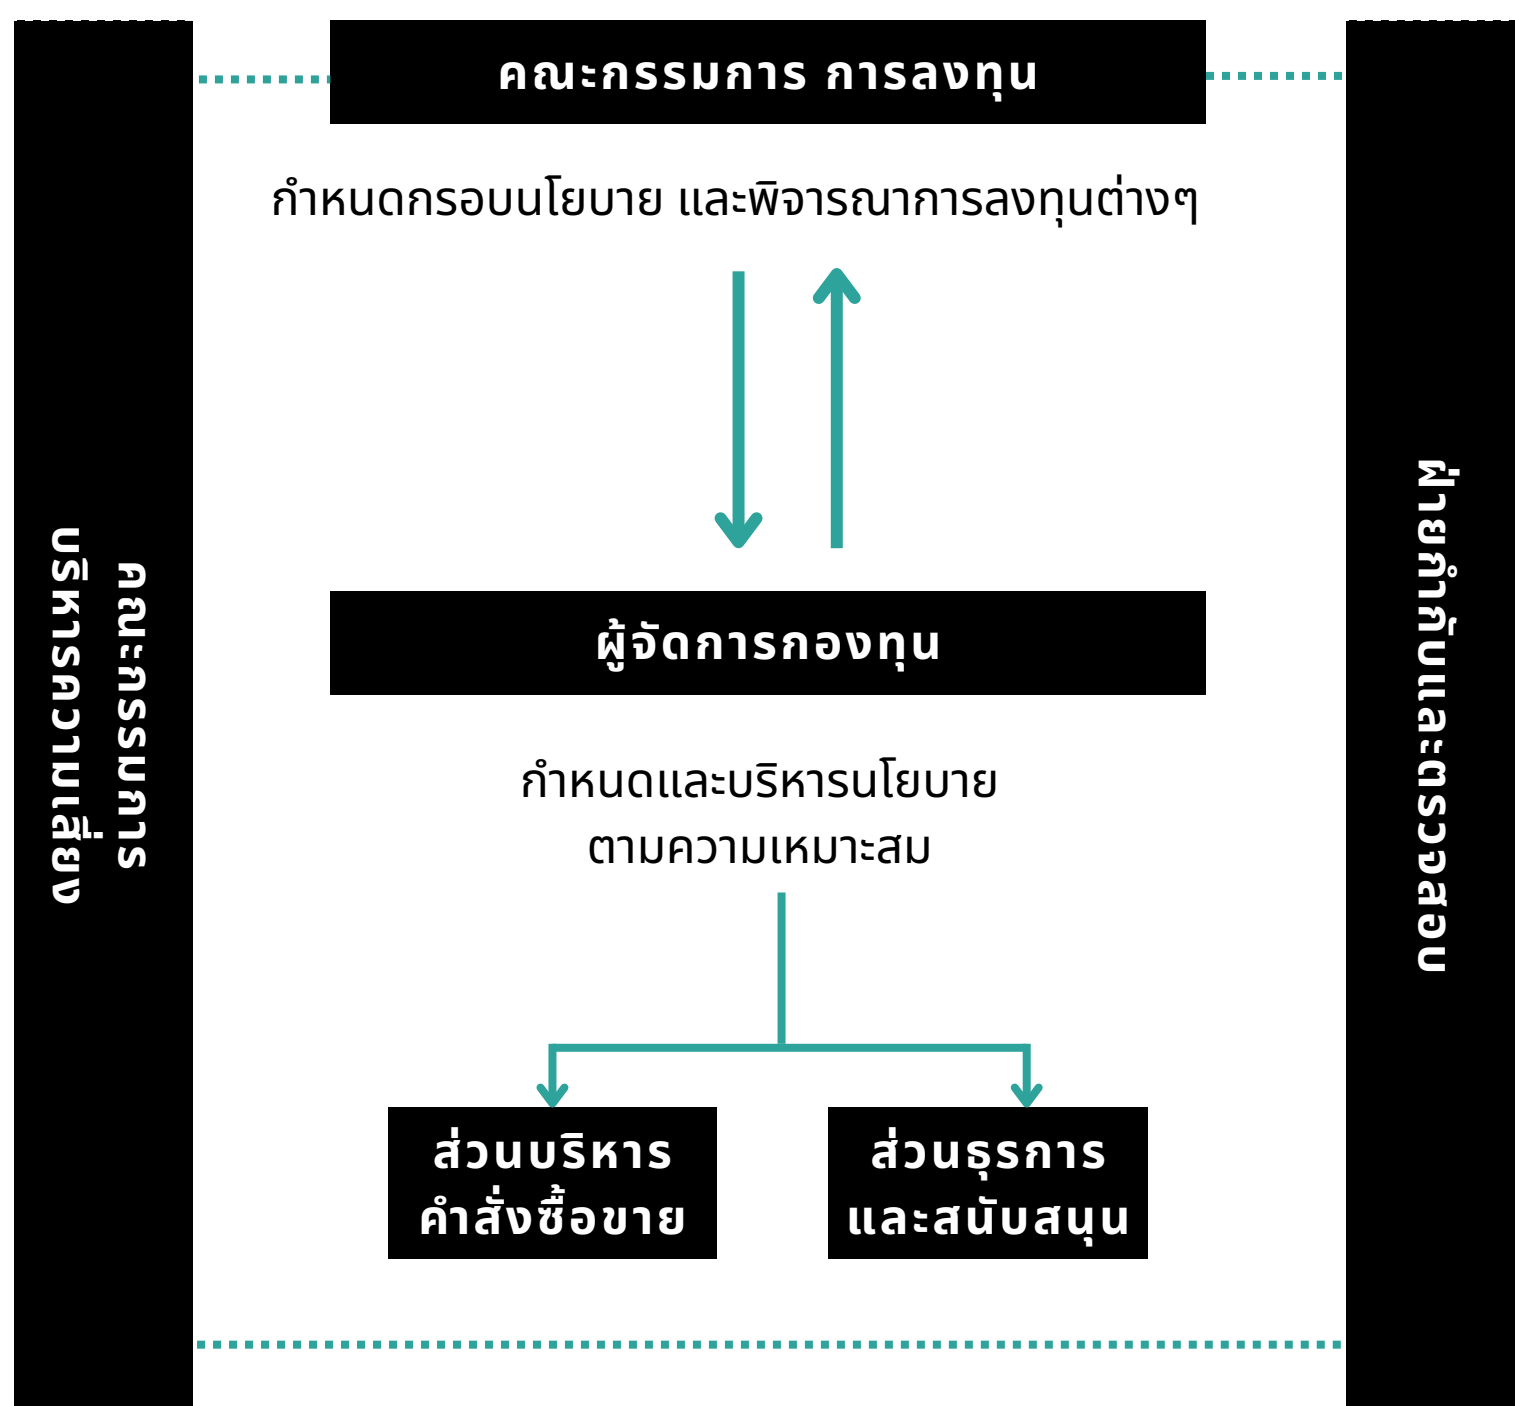 คณะกรรมการ การลงทุน
กำหนดกรอบนโยบาย และพิจารณาการลงทุนต่างๆ
คณะกรรมการ
บริหารความเสี่ยง
ฝ่ายกำกับและตรวจสอบ
ผู้จัดการกองทุน
กำหนดและบริหารนโยบาย
ตามความเหมาะสม
ส่วนบริหาร
คำสั่งซื้อขาย
ส่วนธุรการ
และสนับสนุน